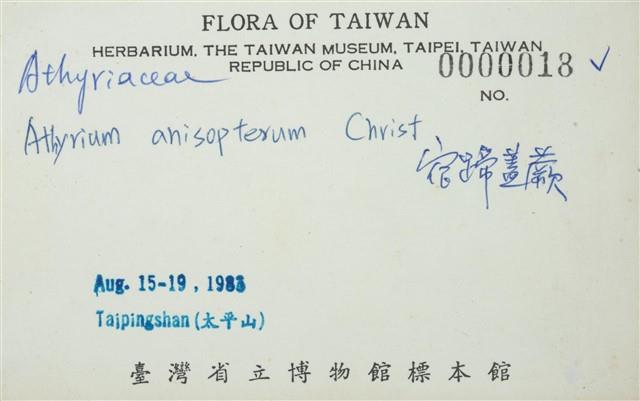 FLORA OF TAIWAN
HERBARIUM, THE TAIWAN MUSEUM, TAIPEI, TAIWAN
REPUBLIC OF CHINA
0000018 ✓
NO.
Athyriaceae
Athyrium anisopterum Christ
宿蹄蓋蕨
Aug. 15-19, 1983
Taipingshan (太平山)
臺灣省立博物館標本館